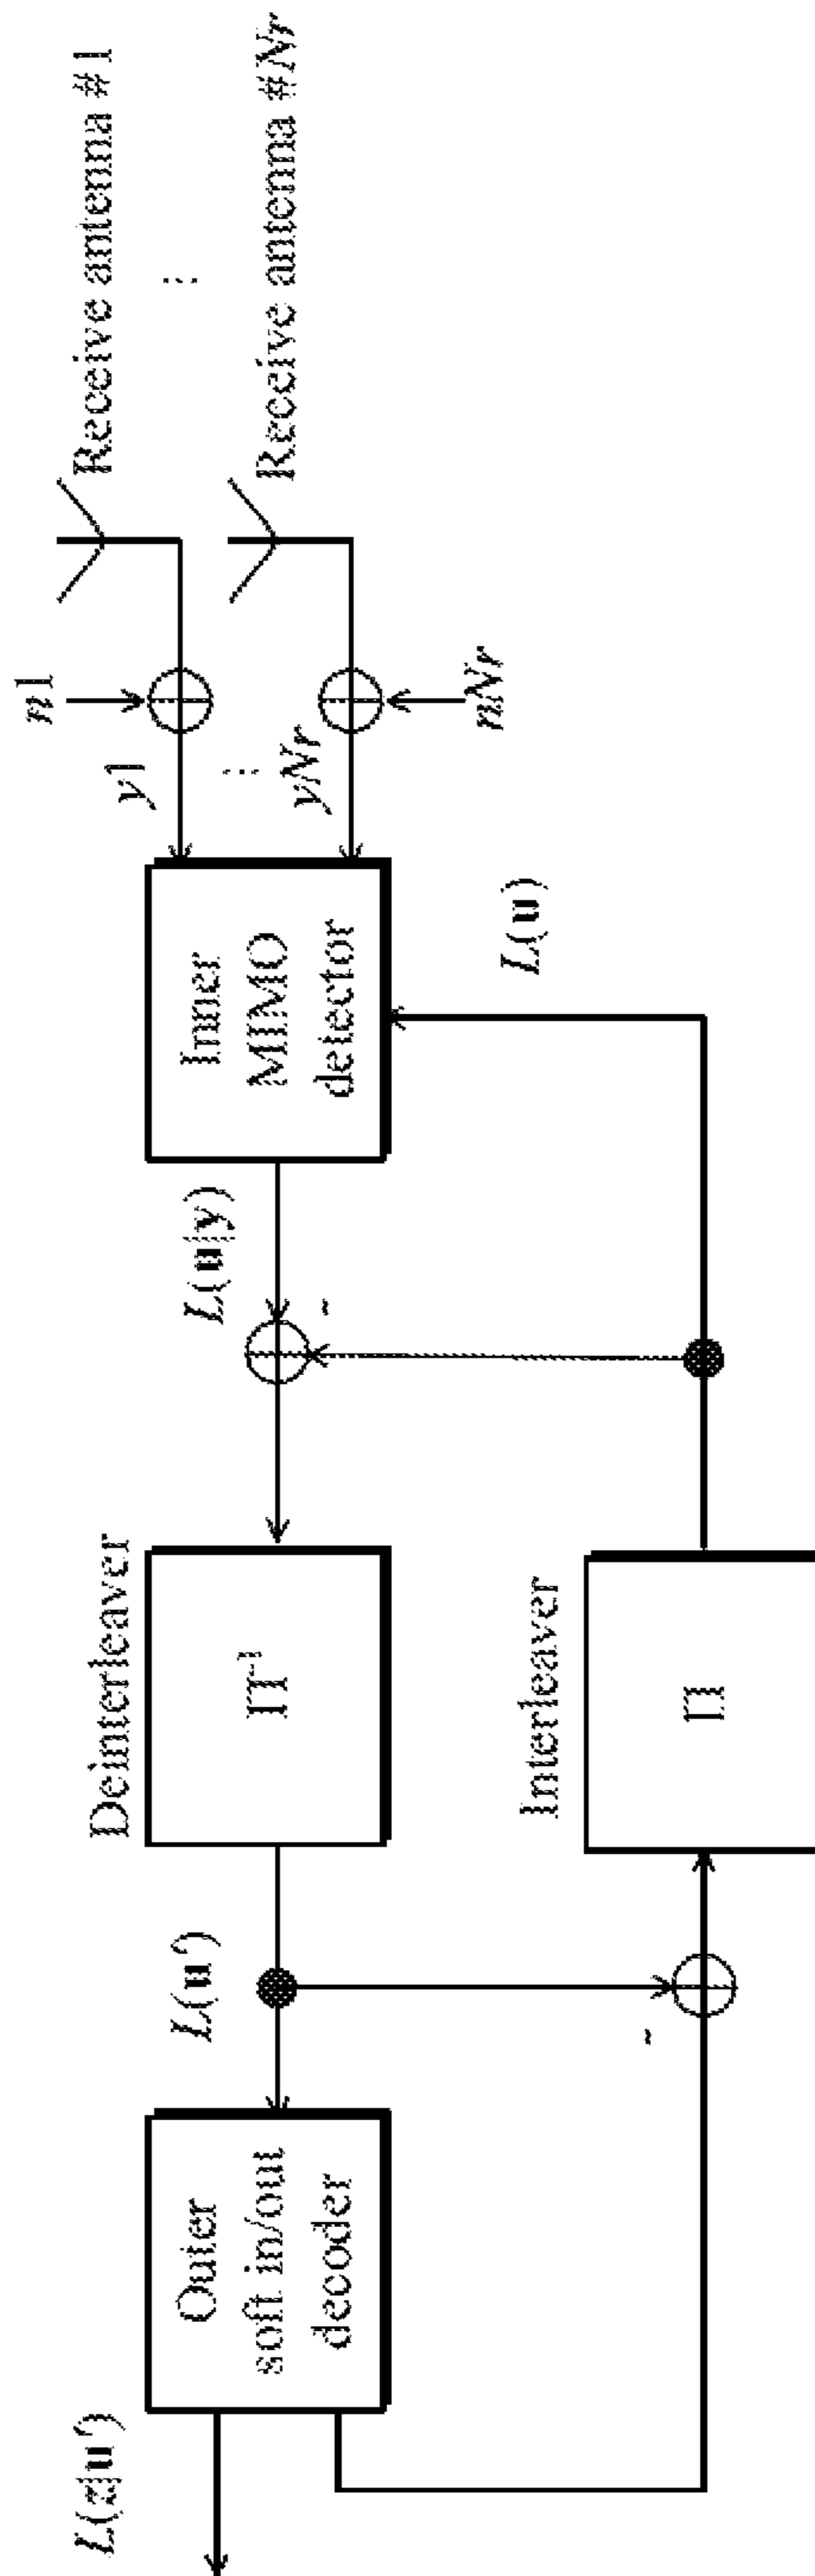 Receive antenna #1
⋮
Receive antenna #Nr
n1
nNr
y1
⋮
yNr
Inner
MIMO
detector
L(u)
L(u|y)
-
Deinterleaver
Π-1
Interleaver
Π
L(u')
-
Outer
soft in/out
decoder
L(z|u')